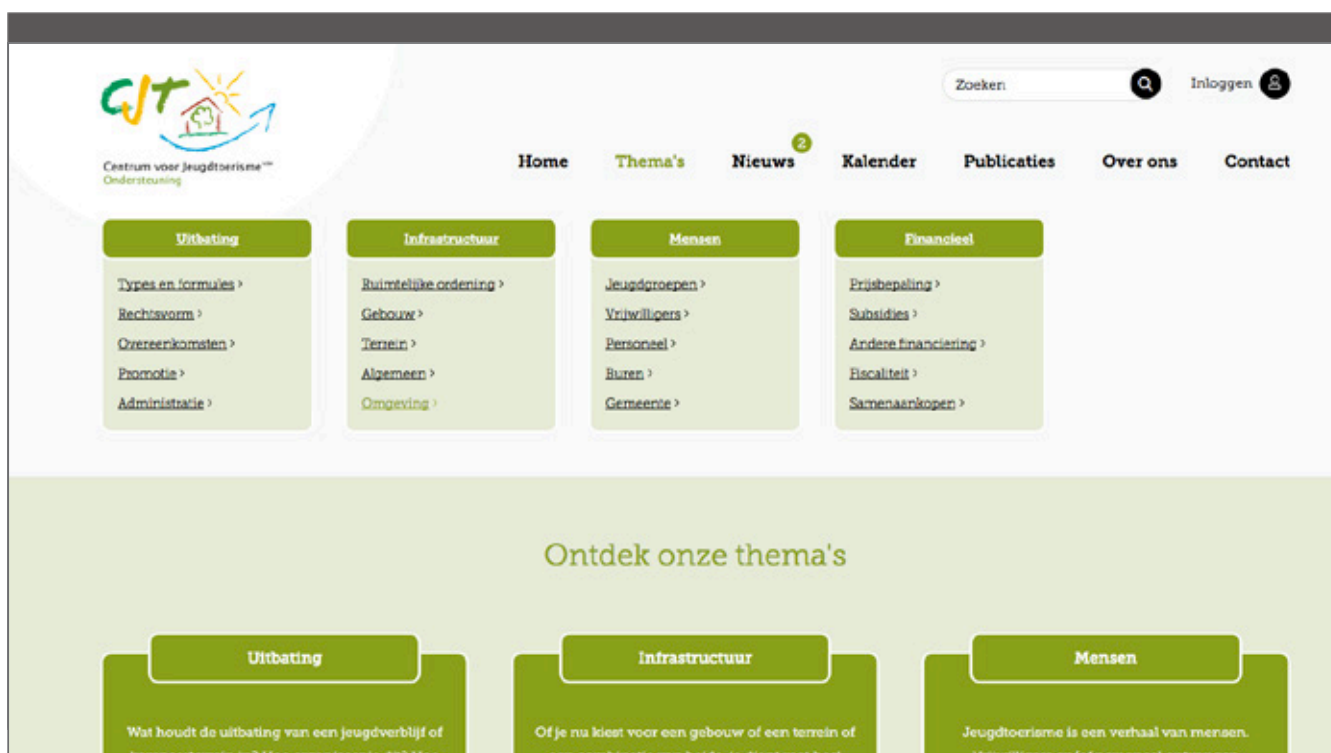 CJT
Zoeken
Inloggen
Centrum voor Jeugdtoerisme vzw
Ondersteuning
Home Thema's Nieuws 2 Kalender Publicaties Over ons Contact
Uitbating
Types en formules >
Rechtsvorm >
Overeenkomsten >
Promotie >
Administratie >
Infrastructuur
Ruimtelijke ordening >
Gebouw >
Terrein >
Algemeen >
Omgeving >
Mensen
Jeugdgroepen >
Vrijwilligers >
Personeel >
Buren >
Gemeente >
Financieel
Prijsbepaling >
Subsidies >
Andere financiering >
Fiscaliteit >
Samenaankopen >
Ontdek onze thema's
Uitbating
Wat houdt de uitbating van een jeugdverblijf of
Infrastructuur
Of je nu kiest voor een gebouw of een terrein of
Mensen
Jeugdtoerisme is een verhaal van mensen.